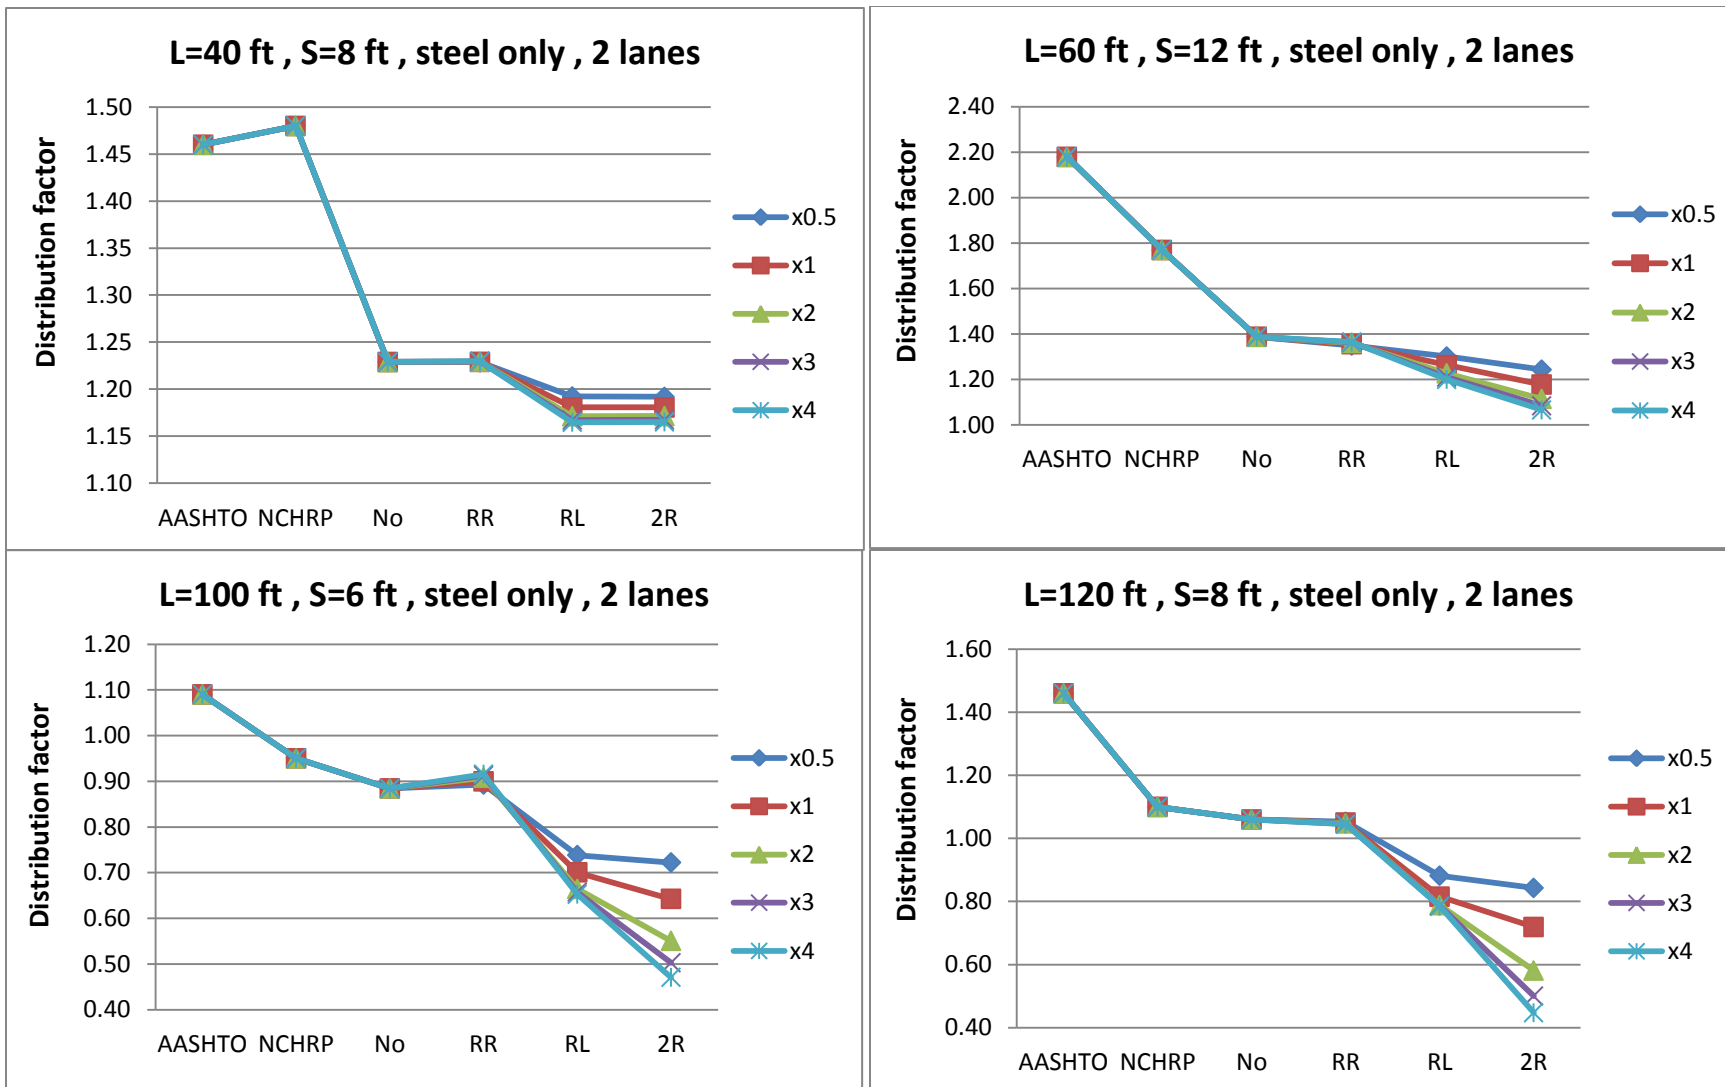 L=40 ft , S=8 ft , steel only , 2 lanes
Distribution factor
1.50
1.45
1.40
1.35
1.30
1.25
1.20
1.15
1.10
AASHTO NCHRP No RR RL 2R
x0.5
x1
x2
x3
x4
L=60 ft , S=12 ft , steel only , 2 lanes
Distribution factor
2.40
2.20
2.00
1.80
1.60
1.40
1.20
1.00
AASHTO NCHRP No RR RL 2R
x0.5
x1
x2
x3
x4
L=100 ft , S=6 ft , steel only , 2 lanes
Distribution factor
1.20
1.10
1.00
0.90
0.80
0.70
0.60
0.50
0.40
AASHTO NCHRP No RR RL 2R
x0.5
x1
x2
x3
x4
L=120 ft , S=8 ft , steel only , 2 lanes
Distribution factor
1.60
1.40
1.20
1.00
0.80
0.60
0.40
AASHTO NCHRP No RR RL 2R
x0.5
x1
x2
x3
x4